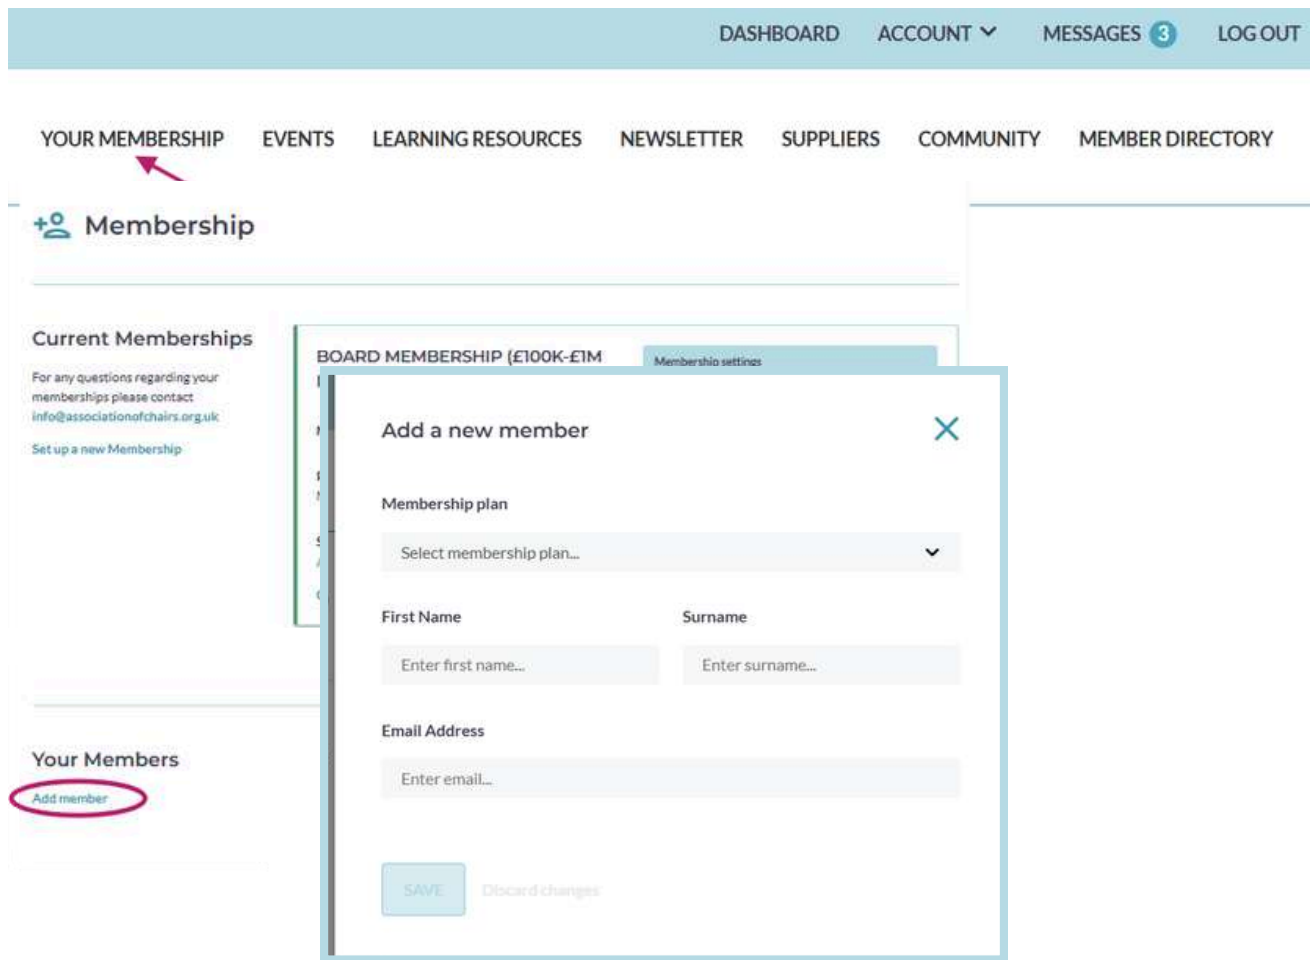 DASHBOARD ACCOUNT MESSAGES 3 LOG OUT
YOUR MEMBERSHIP EVENTS LEARNING RESOURCES NEWSLETTER SUPPLIERS COMMUNITY MEMBER DIRECTORY
Membership
Current Memberships
For any questions regarding your
memberships please contact
info@associationofchairs.org.uk
Set up a new Membership
BOARD MEMBERSHIP (£100K-£1M
Membership settings
Add a new member
Membership plan
Select membership plan...
First Name Surname
Enter first name... Enter surname...
Email Address
Enter email...
SAVE Discard changes
Your Members
Add member